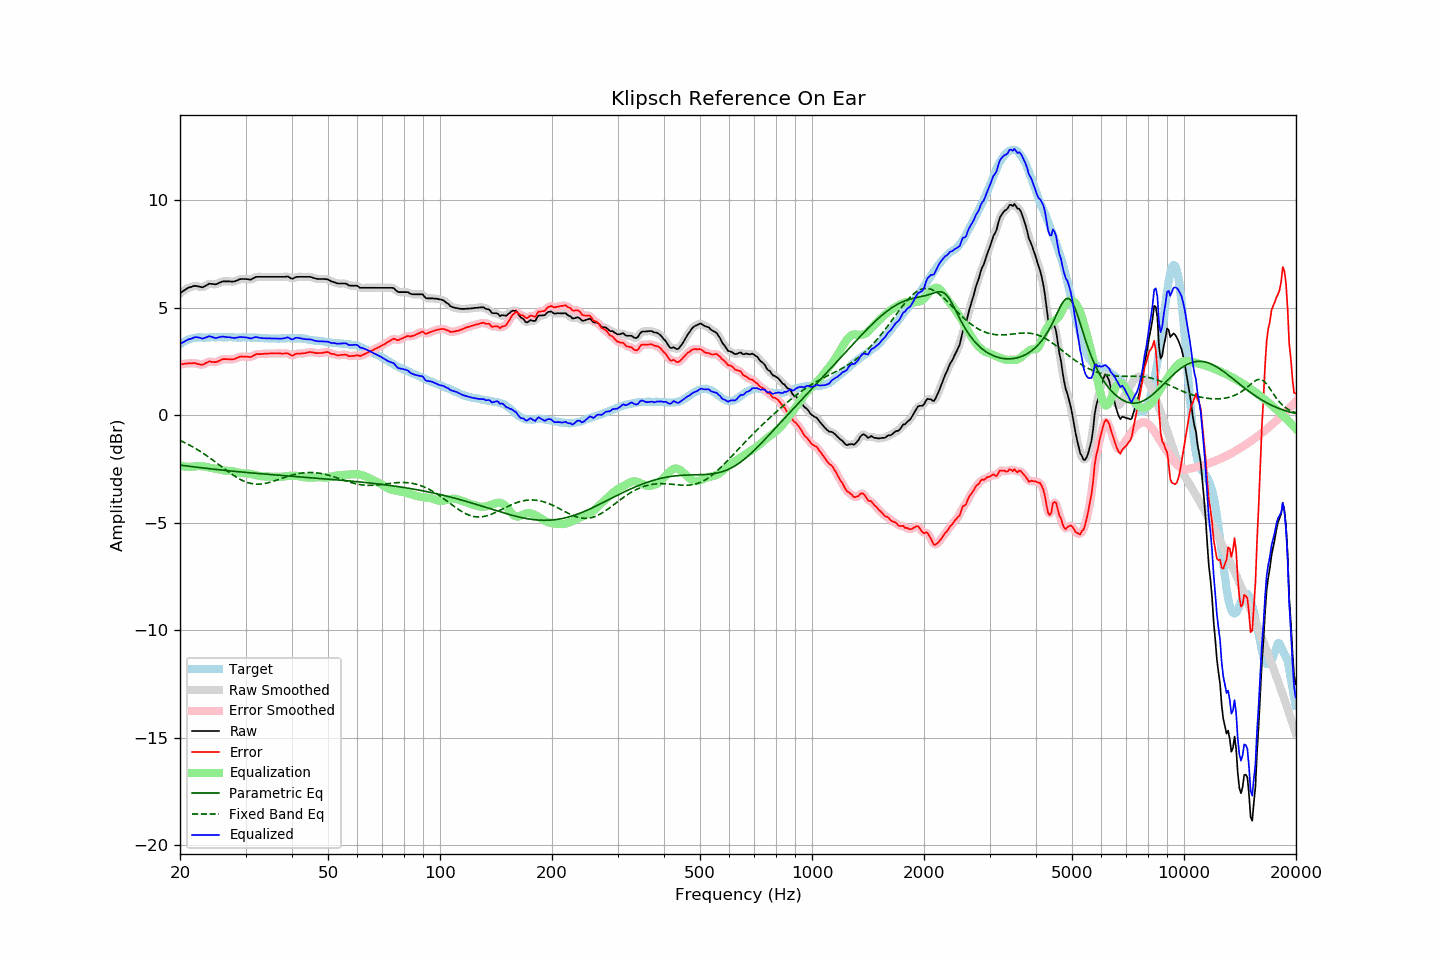 Klipsch Reference On Ear
Amplitude (dBr)
10
5
0
−5
−10
−15
−20
Target
Raw Smoothed
Error Smoothed
Raw
Error
Equalization
Parametric Eq
Fixed Band Eq
Equalized
20 50 100 200 500 1000 2000 5000 10000 20000
Frequency (Hz)